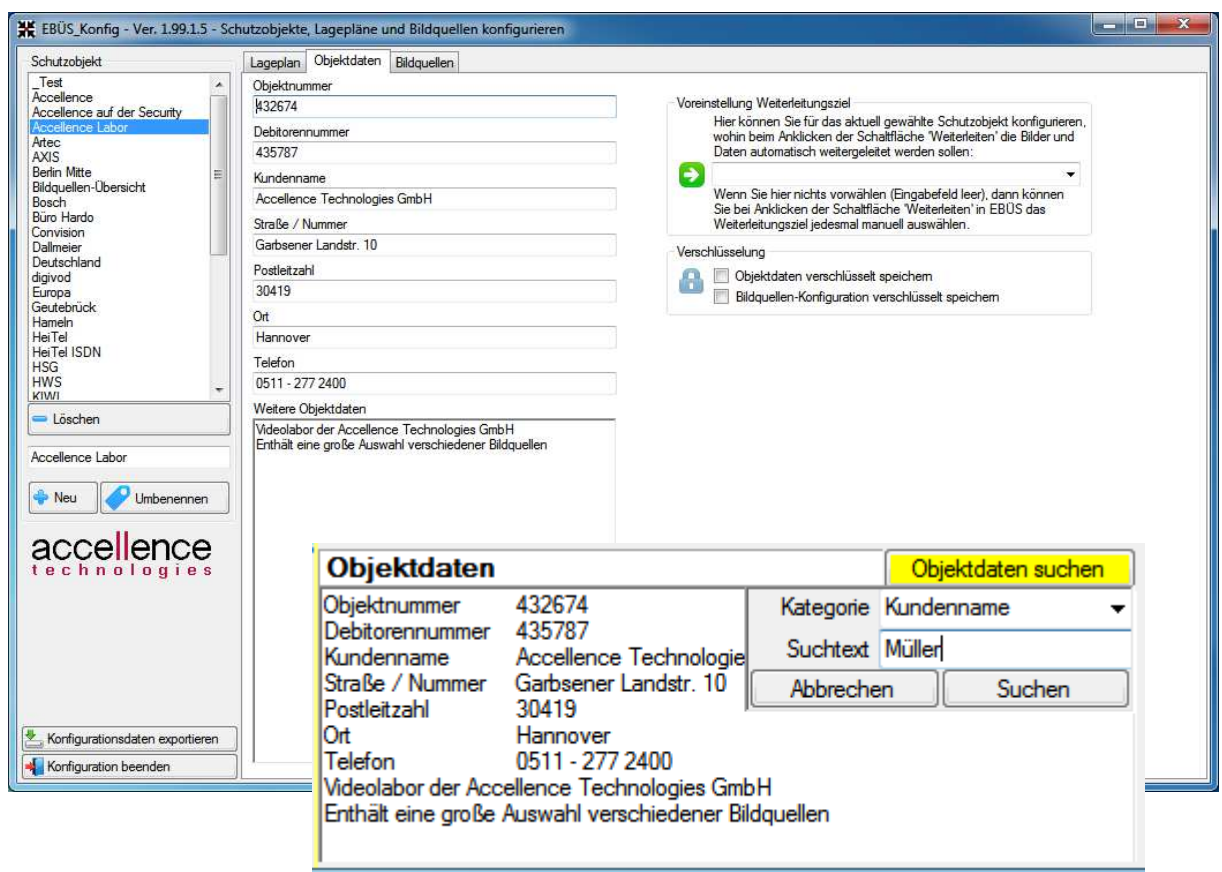 EBÜS_Konfig - Ver. 1.99.1.5 - Schutzobjekte, Lagepläne und Bildquellen konfigurieren
Schutzobjekt
_Test
Accellence
Accellence auf der Security
Accellence Labor
Artec
AXIS
Berlin Mitte
Bildquellen-Übersicht
Bosch
Büro Hardo
Convision
Dallmeier
Deutschland
digivod
Europa
Geutebrück
Hameln
HeiTel
HeiTel ISDN
HSG
HWS
KIWI
Löschen
Accellence Labor
Neu
Umbenennen
accellence
technologies
Konfigurationsdaten exportieren
Konfiguration beenden
Lageplan
Objektdaten
Bildquellen
Objektnummer
432674
Debitorennummer
435787
Kundenname
Accellence Technologies GmbH
Straße / Nummer
Garbsener Landstr. 10
Postleitzahl
30419
Ort
Hannover
Telefon
0511 - 277 2400
Weitere Objektdaten
Videolabor der Accellence Technologies GmbH
Enthält eine große Auswahl verschiedener Bildquellen
Voreinstellung Weiterleitungsziel
Hier können Sie für das aktuell gewählte Schutzobjekt konfigurieren,
wohin beim Anklicken der Schaltfläche 'Weiterleiten' die Bilder und
Daten automatisch weitergeleitet werden sollen:
Wenn Sie hier nichts vorwählen (Eingabefeld leer), dann können
Sie bei Anklicken der Schaltfläche 'Weiterleiten' in EBÜS das
Weiterleitungsziel jedesmal manuell auswählen.
Verschlüsselung
Objektdaten verschlüsselt speichern
Bildquellen-Konfiguration verschlüsselt speichern
Objektdaten
Objektdaten suchen
Objektnummer 432674
Debitorennummer 435787
Kundenname Accellence Technologie
Straße / Nummer Garbsener Landstr. 10
Postleitzahl 30419
Ort Hannover
Telefon 0511 - 277 2400
Videolabor der Accellence Technologies GmbH
Enthält eine große Auswahl verschiedener Bildquellen
Kategorie Kundenname
Suchtext Müller
Abbrechen
Suchen